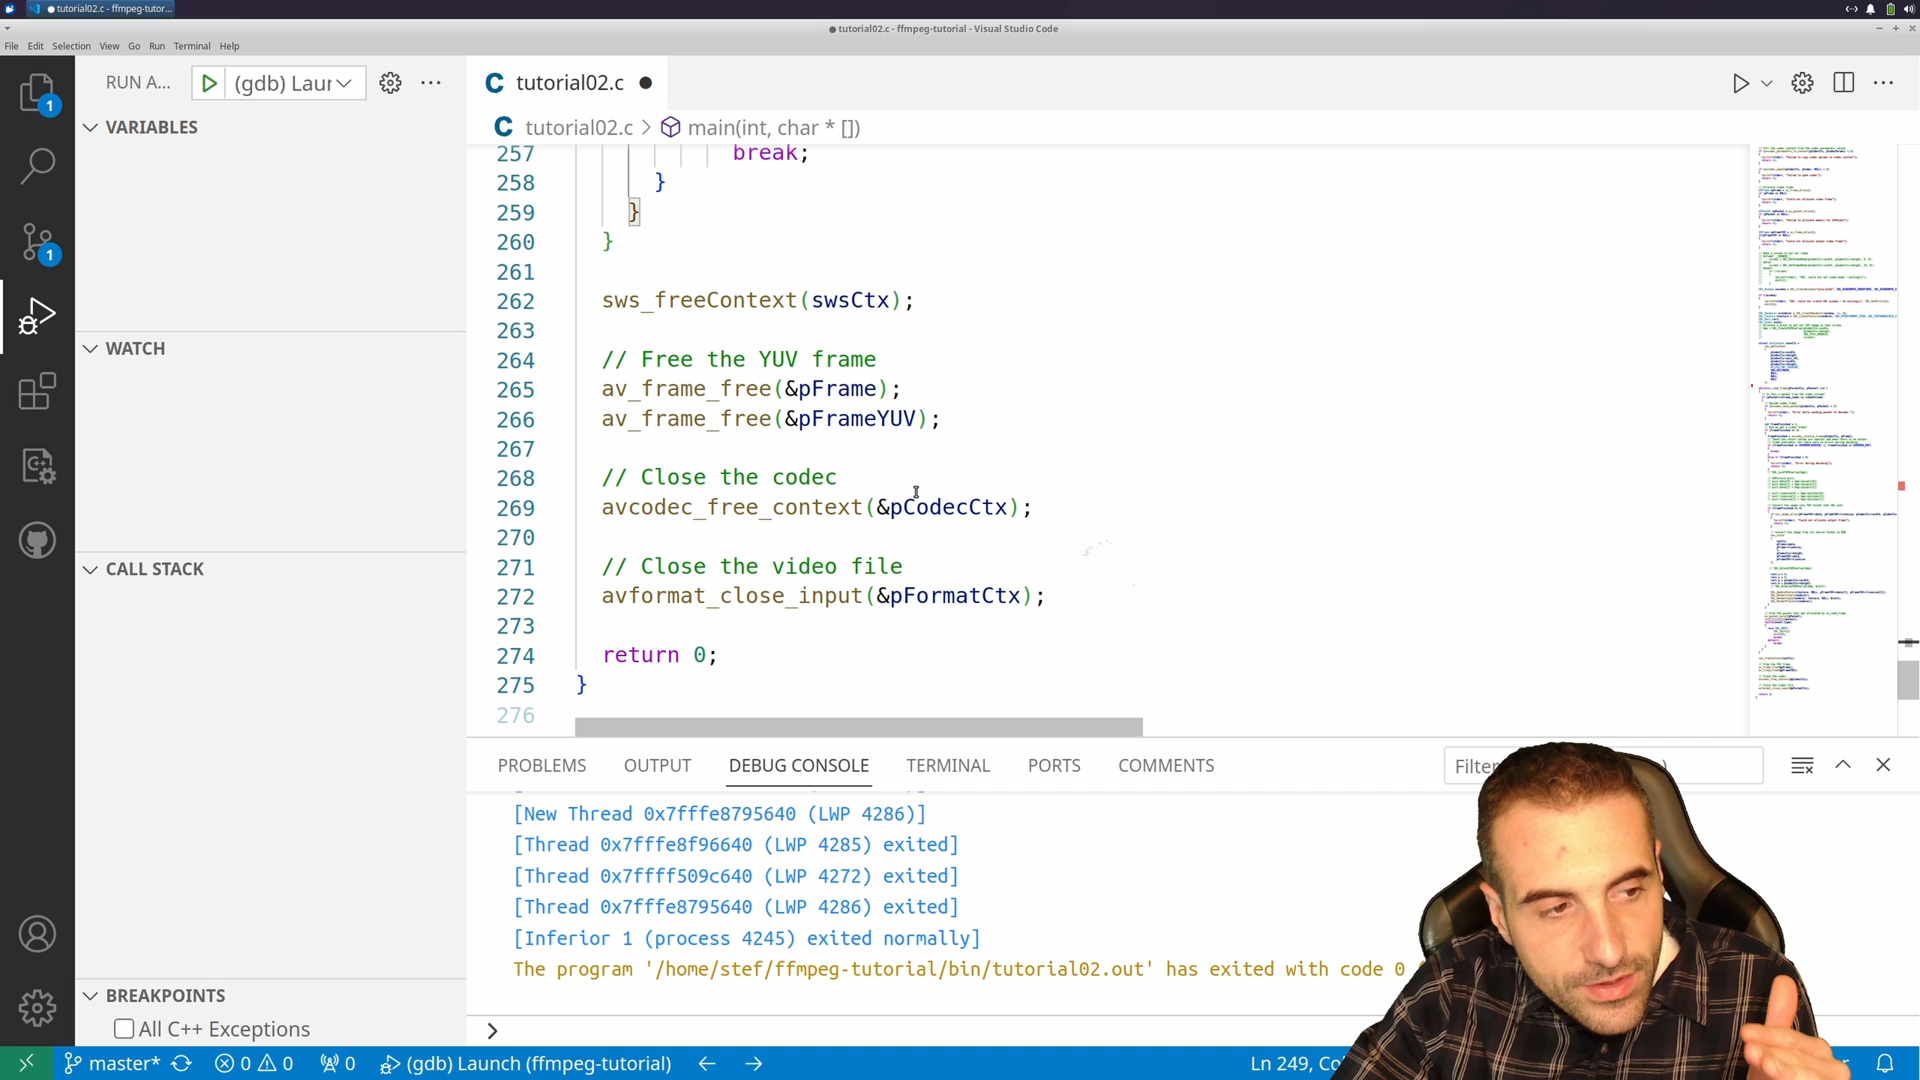 tutorial02.c - ffmpeg-tutor...
tutorial02.c - ffmpeg-tutorial - Visual Studio Code
File Edit Selection View Go Run Terminal Help
RUN A... (gdb) Laur
tutorial02.c
tutorial02.c > main(int, char * [])
VARIABLES
WATCH
CALL STACK
BREAKPOINTS
All C++ Exceptions
1
1
257 break;
258 }
259 }
260 }
261
262 sws_freeContext(swsCtx);
263
264 // Free the YUV frame
265 av_frame_free(&pFrame);
266 av_frame_free(&pFrameYUV);
267
268 // Close the codec
269 avcodec_free_context(&pCodecCtx);
270
271 // Close the video file
272 avformat_close_input(&pFormatCtx);
273
274 return 0;
275 }
276
PROBLEMS OUTPUT DEBUG CONSOLE TERMINAL PORTS COMMENTS
Filter
[New Thread 0x7fffe8795640 (LWP 4286)]
[Thread 0x7fffe8f96640 (LWP 4285) exited]
[Thread 0x7ffff509c640 (LWP 4272) exited]
[Thread 0x7fffe8795640 (LWP 4286) exited]
[Inferior 1 (process 4245) exited normally]
The program '/home/stef/ffmpeg-tutorial/bin/tutorial02.out' has exited with code 0
>
master* 0 0 0 (gdb) Launch (ffmpeg-tutorial) Ln 249,